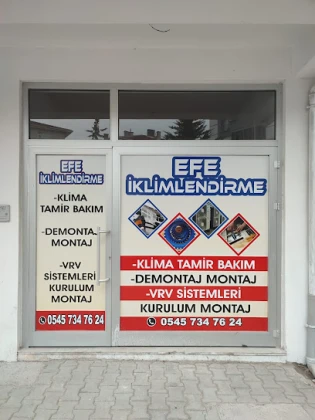 EFE
İKLİMLENDİRME
-KLİMA
TAMİR BAKIM
-DEMONTAJ
MONTAJ
-VRV
SİSTEMLERİ
KURULUM
MONTAJ
0545 734 76 24
EFE
İKLİMLENDİRME
-KLİMA TAMİR BAKIM
-DEMONTAJ MONTAJ
-VRV SİSTEMLERİ
KURULUM MONTAJ
0545 734 76 24